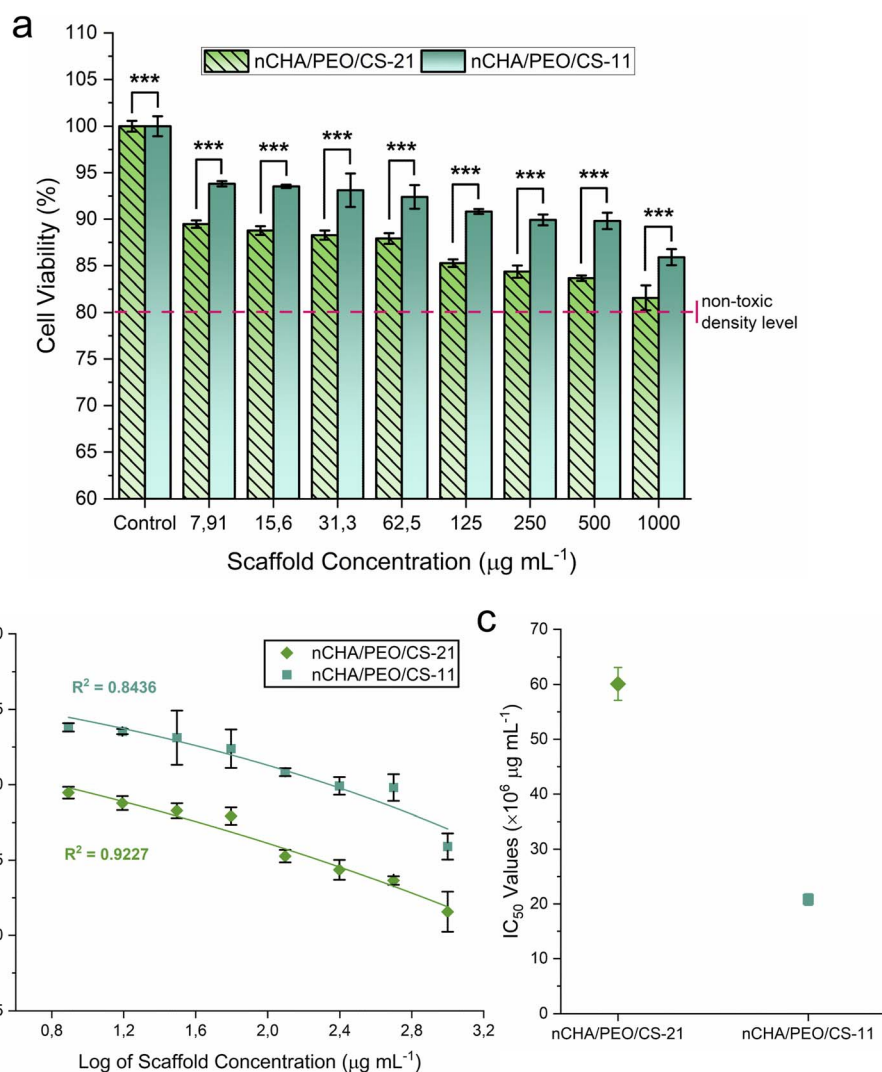 a
110
100
95
90
85
80
75
70
65
60
Cell Viability (%)
nCHA/PEO/CS-21 nCHA/PEO/CS-11
*** *** *** *** *** *** *** *** ***
non-toxic
density level
Control 7,91 15,6 31,3 62,5 125 250 500 1000
Scaffold Concentration (μg mL⁻¹)
nCHA/PEO/CS-21
nCHA/PEO/CS-11
R² = 0.8436
R² = 0.9227
0,8 1,2 1,6 2,0 2,4 2,8 3,2
Log of Scaffold Concentration (μg mL⁻¹)
c
70
60
50
40
30
20
10
0
IC₅₀ Values (×10⁶ μg mL⁻¹)
nCHA/PEO/CS-21 nCHA/PEO/CS-11